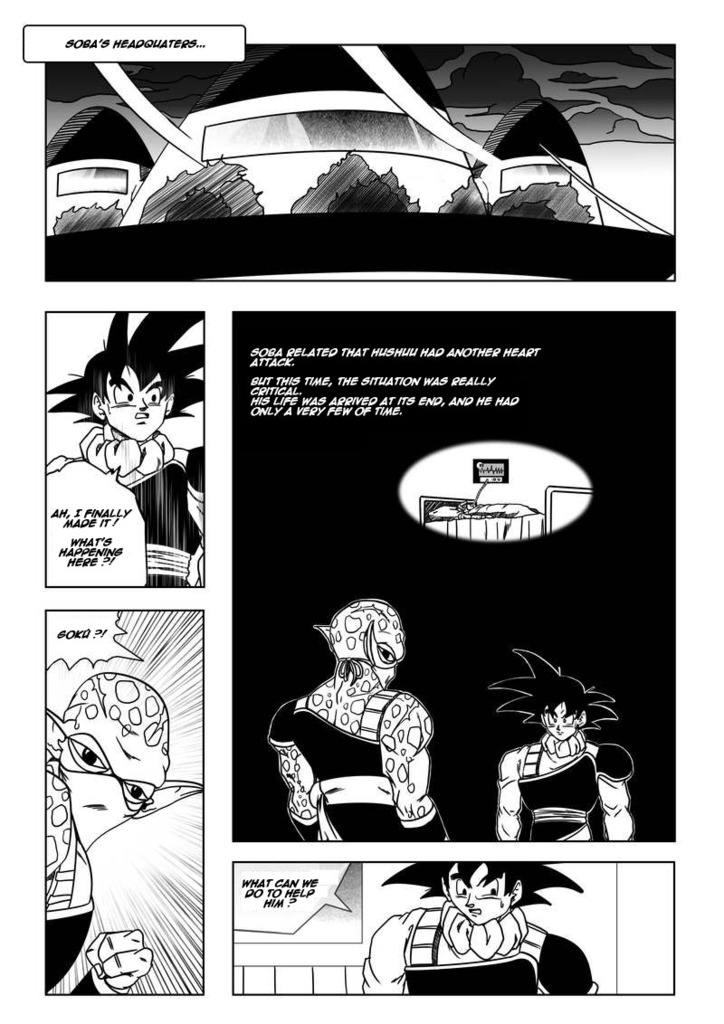 SOBA'S HEADQUATERS...
AH, I FINALLY
MADE IT !
WHAT'S
HAPPENING
HERE ?!
GOKU ?!
SOBA RELATED THAT HUSHUU HAD ANOTHER HEART
ATTACK.
BUT THIS TIME, THE SITUATION WAS REALLY
CRITICAL.
HIS LIFE WAS ARRIVED AT ITS END, AND HE HAD
ONLY A VERY FEW OF TIME.
WHAT CAN WE
DO TO HELP
HIM ?